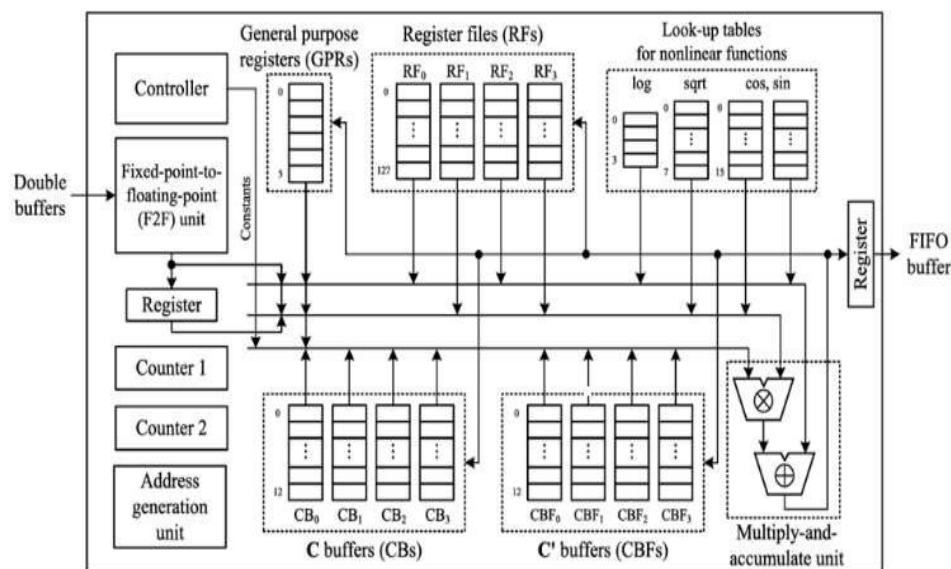 General purpose
registers (GPRs)
Register files (RFs)
Look-up tables
for nonlinear functions
RF0
RF1
RF2
RF3
log
sqrt
cos, sin
0
5
0
127
0
3
0
7
0
15
Controller
Double
buffers
Fixed-point-to-
floating-point
(F2F) unit
Constants
Register
Register
FIFO
buffer
Counter 1
Counter 2
Address
generation
unit
0
12
CB0
CB1
CB2
CB3
C buffers (CBs)
0
12
CBF0
CBF1
CBF2
CBF3
C' buffers (CBFs)
Multiply-and-
accumulate unit